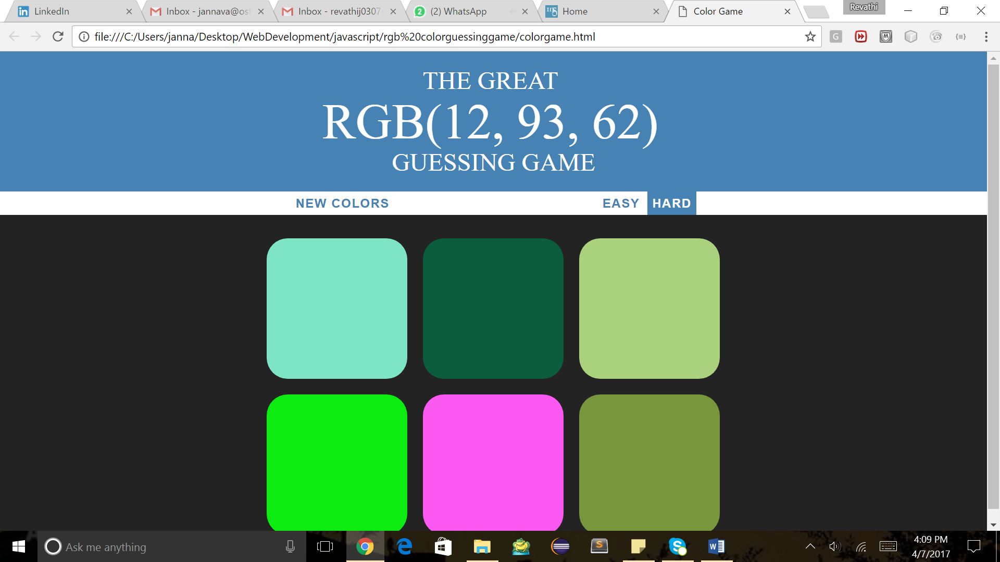 LinkedIn
Inbox - jannava@ost
Inbox - revathij0307
2 (2) WhatsApp
Home
Color Game
Revathi
file:///C:/Users/janna/Desktop/WebDevelopment/javascript/rgb%20colorguessinggame/colorgame.html
THE GREAT
RGB(12, 93, 62)
GUESSING GAME
NEW COLORS
EASY
HARD
Ask me anything
4:09 PM
4/7/2017